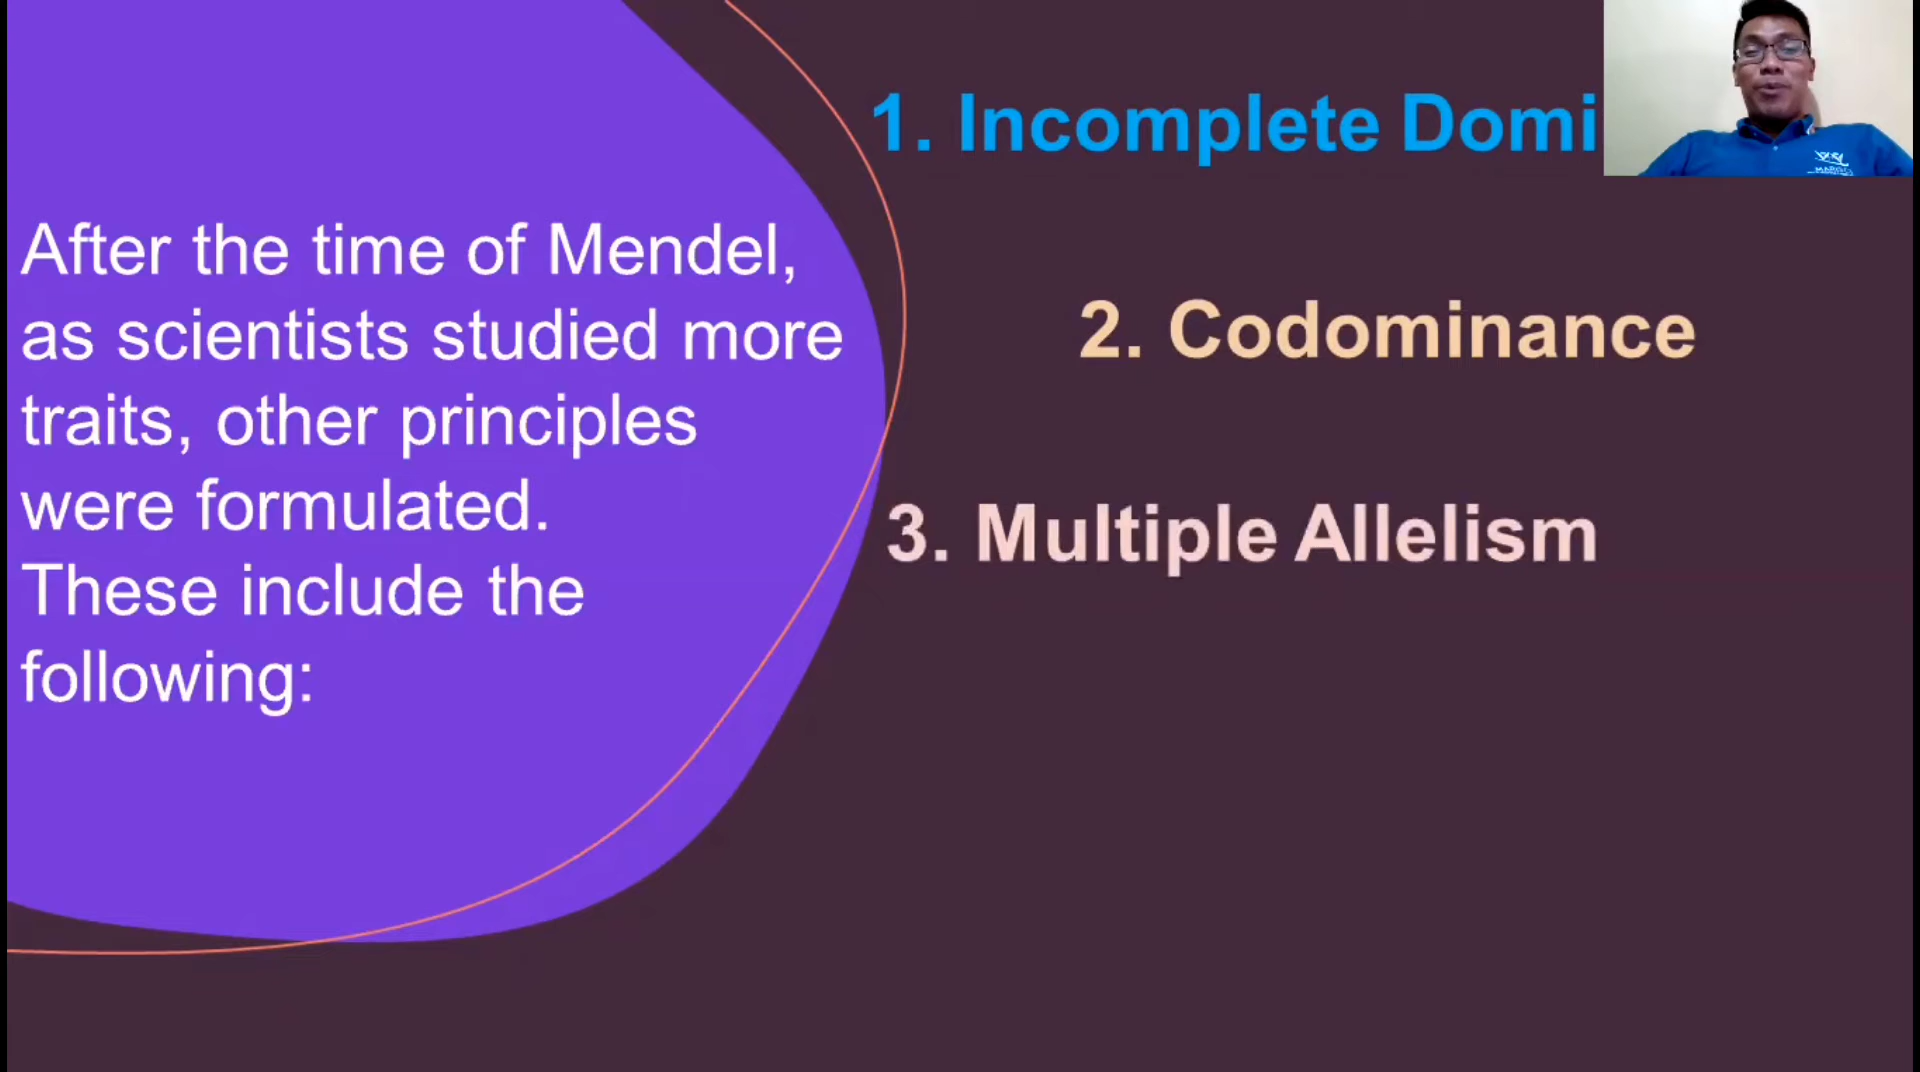 After the time of Mendel,
as scientists studied more
traits, other principles
were formulated.
These include the
following:
1. Incomplete Domi
2. Codominance
3. Multiple Allelism